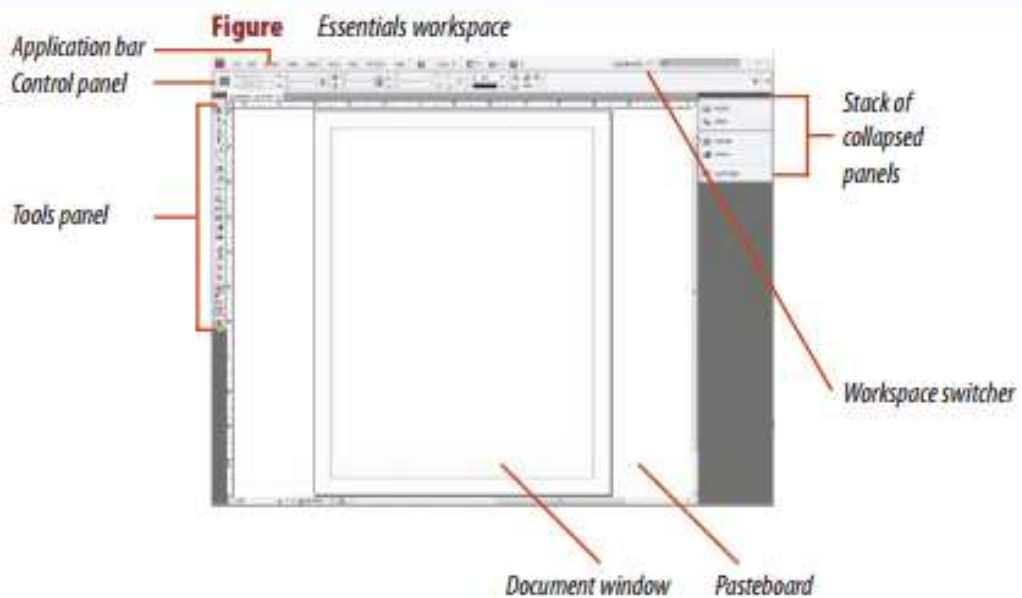 Figure Essentials workspace
Application bar
Control panel
Stack of
collapsed
panels
Tools panel
Workspace switcher
Document window
Pasteboard